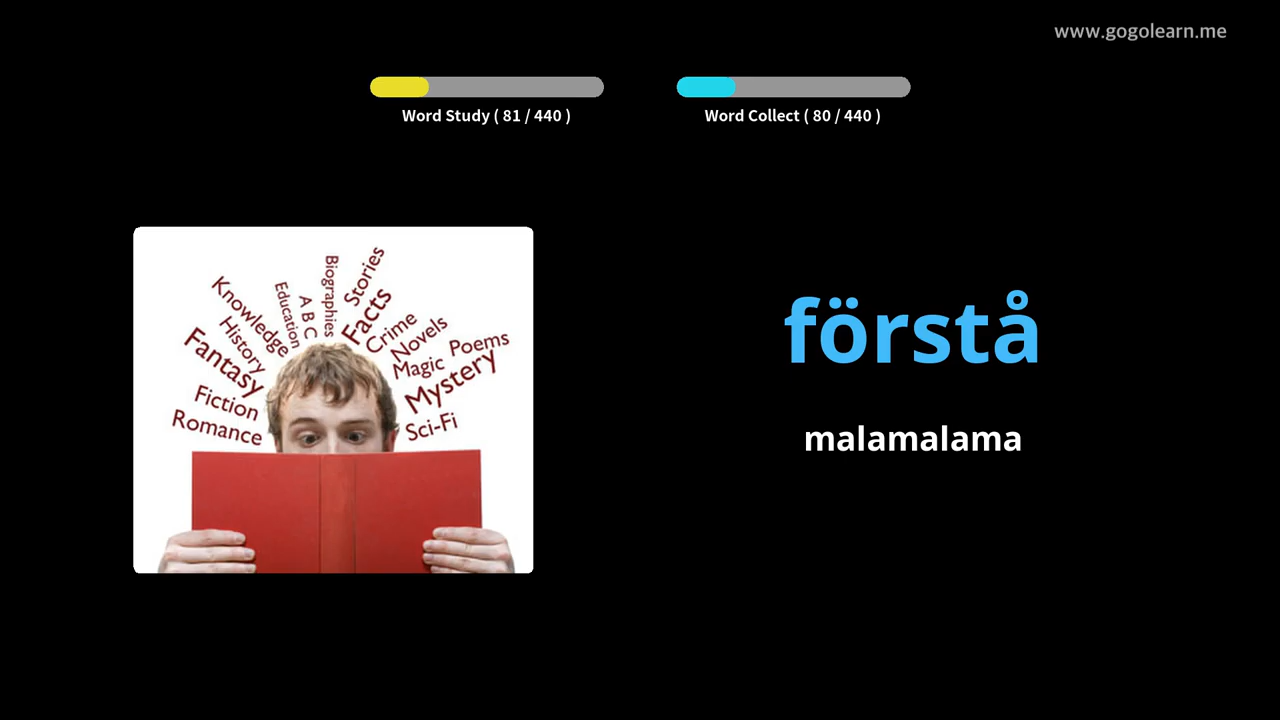 www.gogolearn.me
Word Study ( 81 / 440 )
Word Collect ( 80 / 440 )
Biographies
Stories
Knowledge
Education
A B C
Facts
History
Crime
Novels
Fantasy
Magic
Poems
Fiction
Mystery
Romance
Sci-Fi
förstå
malamalama